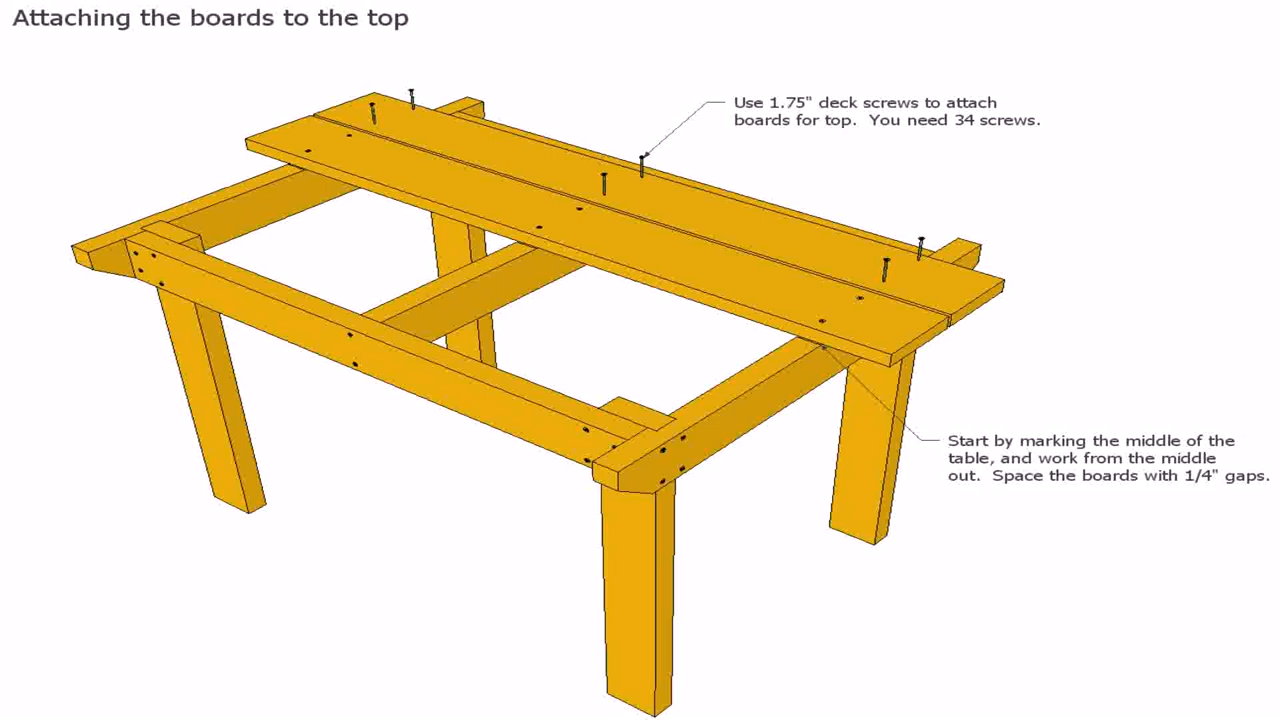 Attaching the boards to the top
Use 1.75" deck screws to attach
boards for top.  You need 34 screws.
Start by marking the middle of the
table, and work from the middle
out.  Space the boards with 1/4" gaps.